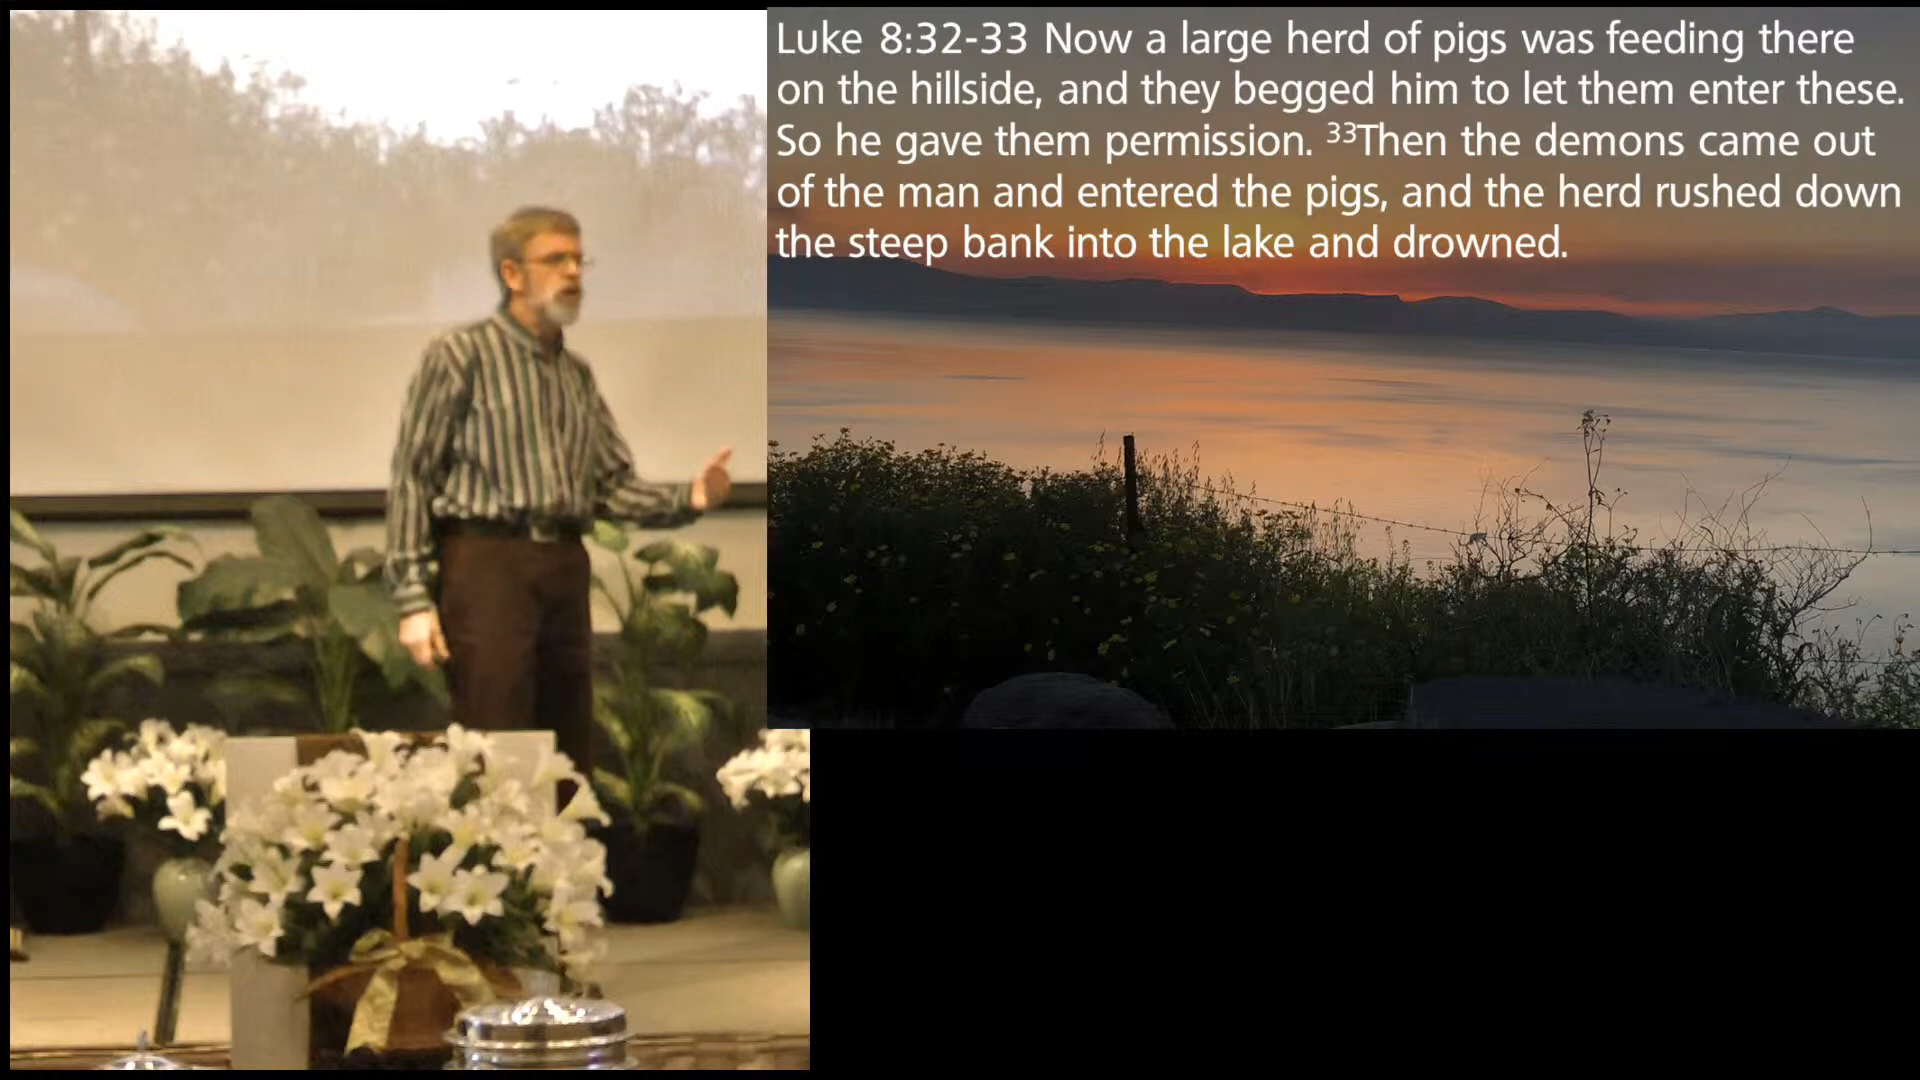 Luke 8:32-33 Now a large herd of pigs was feeding there
on the hillside, and they begged him to let them enter these.
So he gave them permission. ³³Then the demons came out
of the man and entered the pigs, and the herd rushed down
the steep bank into the lake and drowned.